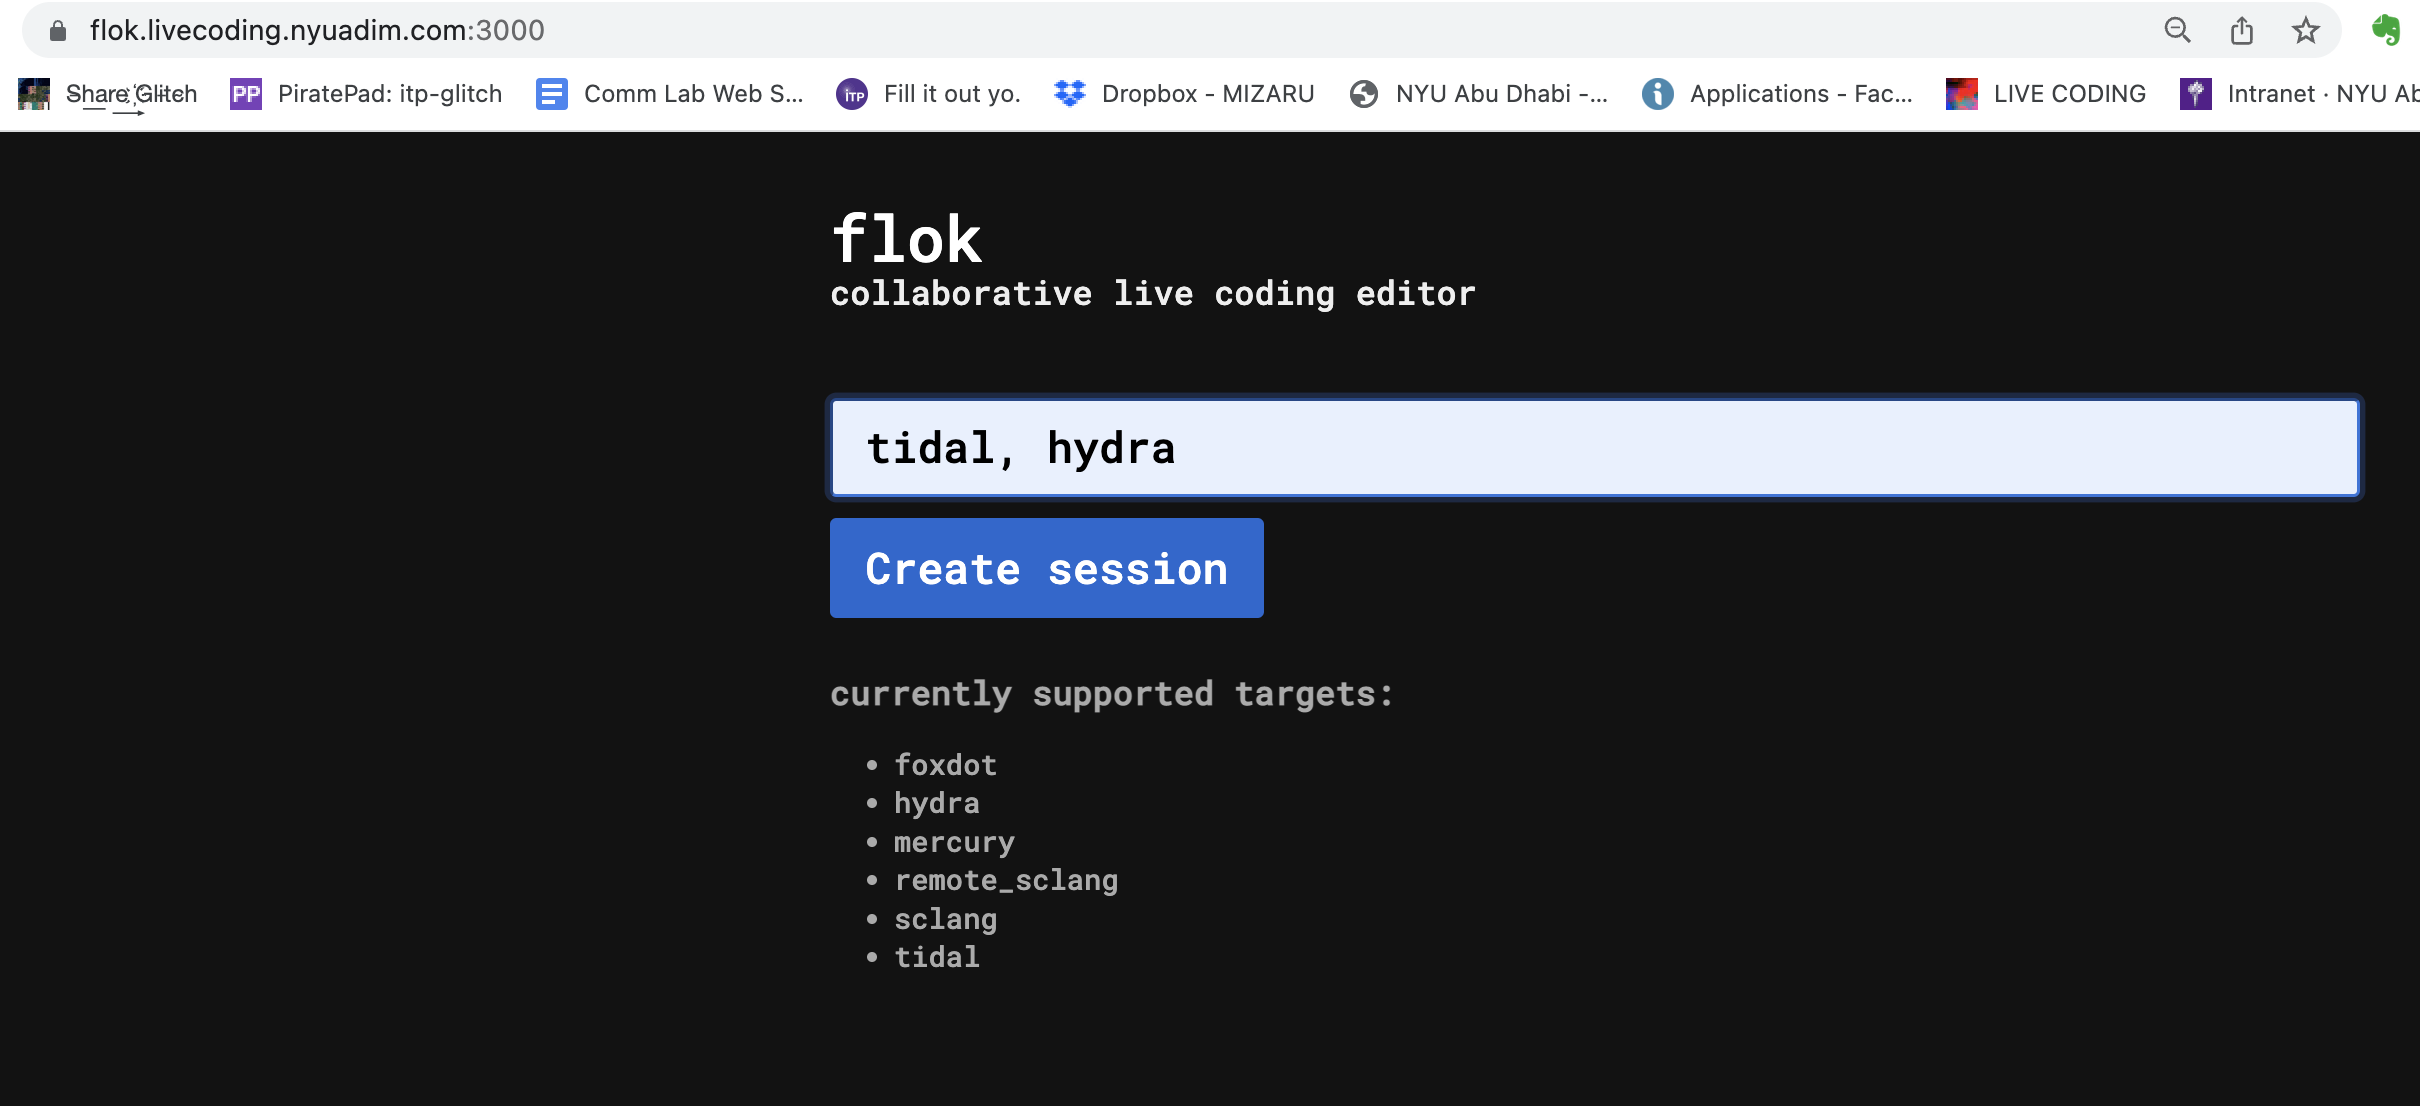 flok.livecoding.nyuadim.com:3000
Share Glitch PP PiratePad: itp-glitch Comm Lab Web S... iTP Fill it out yo. Dropbox - MIZARU NYU Abu Dhabi -... Applications - Fac... LIVE CODING Intranet · NYU Ab
flok
collaborative live coding editor
tidal, hydra
Create session
currently supported targets:
• foxdot
• hydra
• mercury
• remote_sclang
• sclang
• tidal